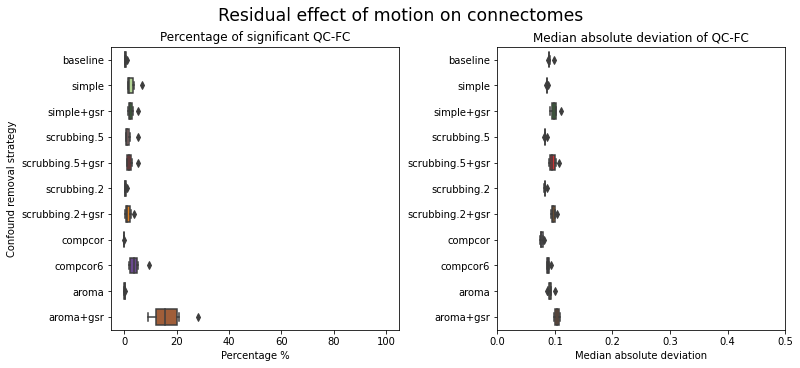 Residual effect of motion on connectomes
Percentage of significant QC-FC
Confound removal strategy
baseline
simple
simple+gsr
scrubbing.5
scrubbing.5+gsr
scrubbing.2
scrubbing.2+gsr
compcor
compcor6
aroma
aroma+gsr
0 20 40 60 80 100
Percentage %
Median absolute deviation of QC-FC
baseline
simple
simple+gsr
scrubbing.5
scrubbing.5+gsr
scrubbing.2
scrubbing.2+gsr
compcor
compcor6
aroma
aroma+gsr
0.0 0.1 0.2 0.3 0.4 0.5
Median absolute deviation